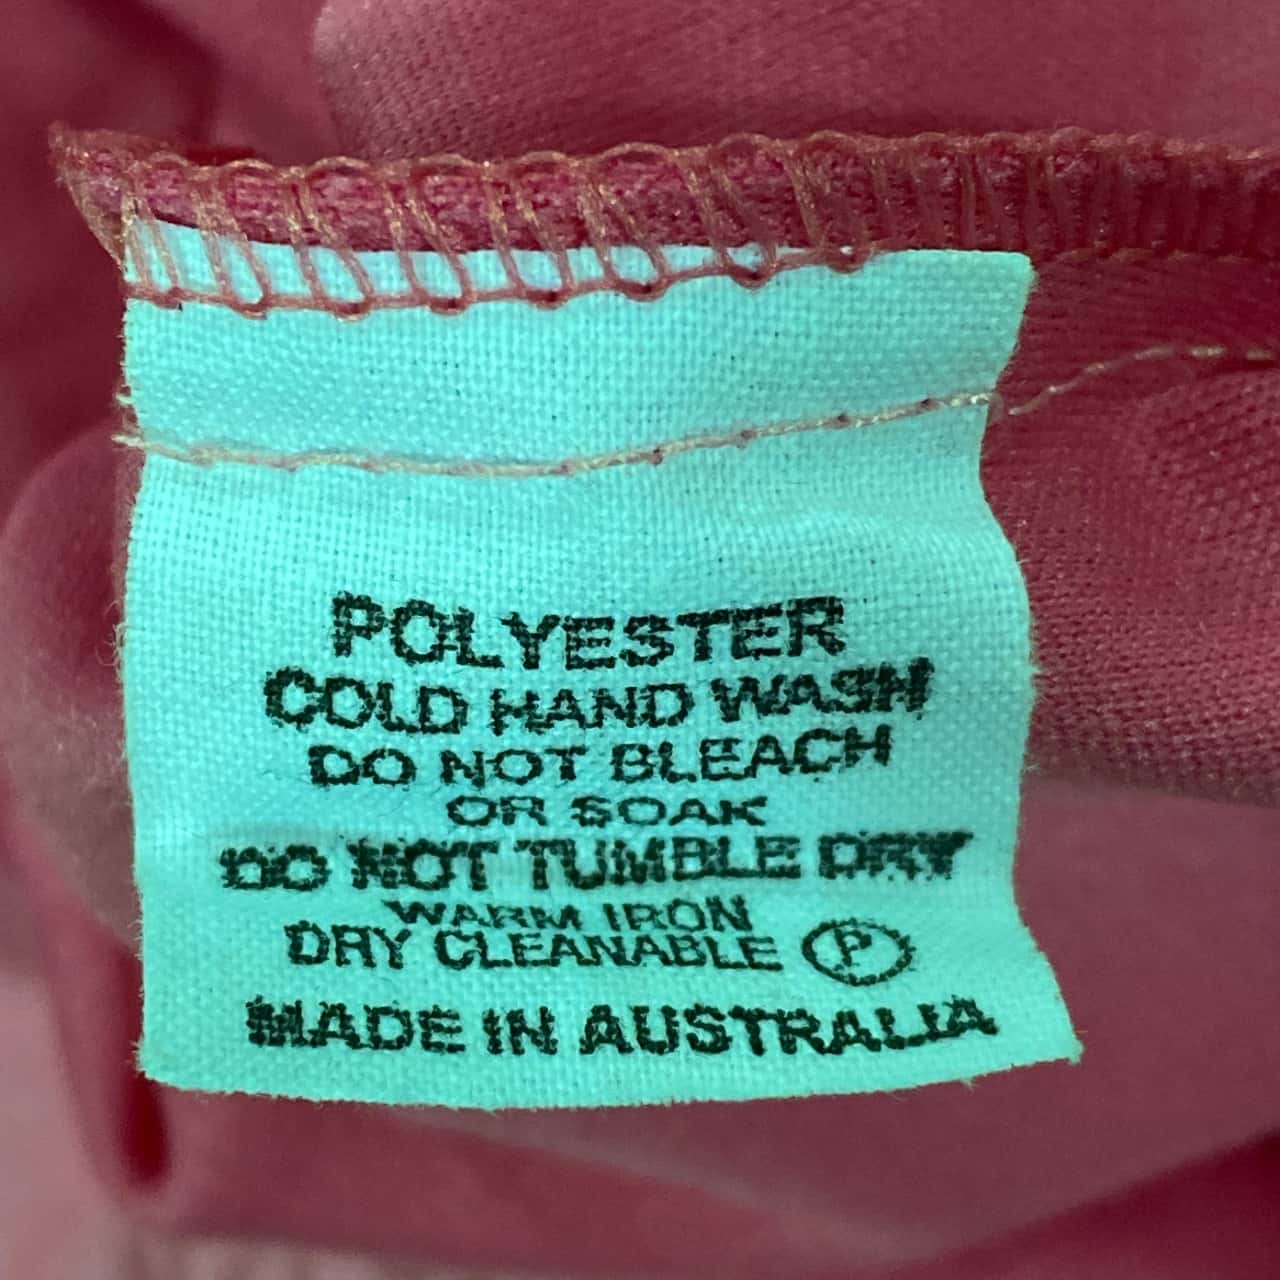 POLYESTER
COLD HAND WASH
DO NOT BLEACH
OR SOAK
DO NOT TUMBLE DRY
WARM IRON
DRY CLEANABLE P
MADE IN AUSTRALIA